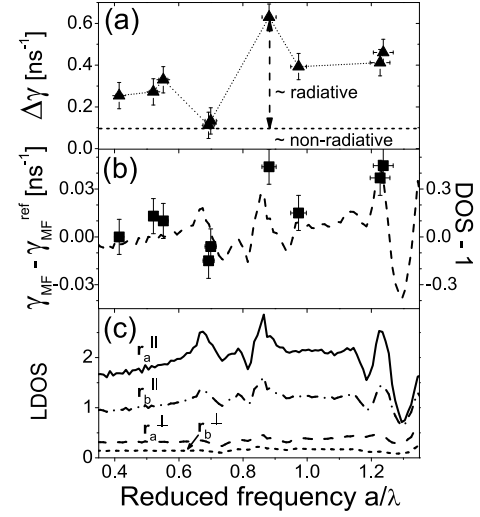 (a)
0.6
0.4
0.2
0.0
Δγ [ns⁻¹]
~ radiative
~ non-radiative
(b)
0.03
0.00
-0.03
γ_MF - γ_MF^ref [ns⁻¹]
0.3
0.0
-0.3
DOS - 1
(c)
2
1
0
LDOS
r_a^||
r_b^||
r_a^⊥
r_b^⊥
0.4 0.6 0.8 1.0 1.2
Reduced frequency a/λ